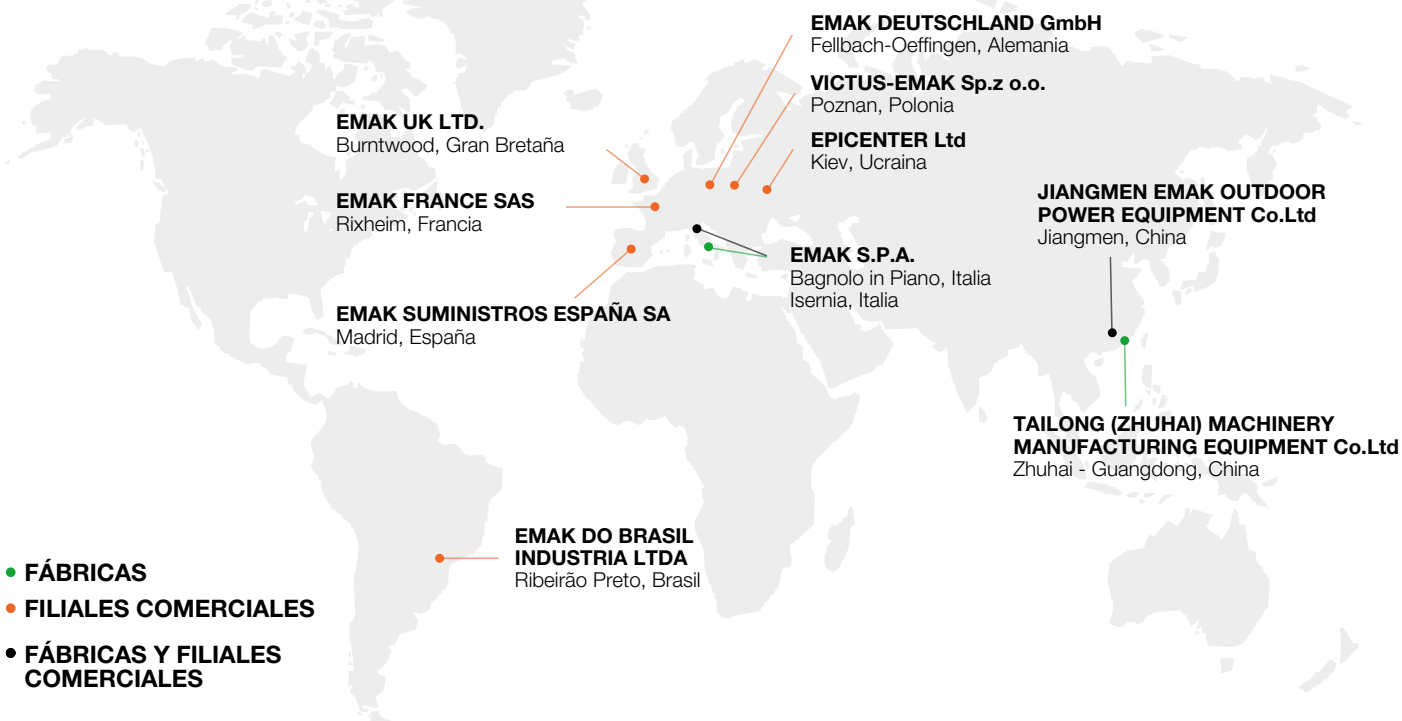 EMAK DEUTSCHLAND GmbH
Fellbach-Oeffingen, Alemania
VICTUS-EMAK Sp.z o.o.
Poznan, Polonia
EMAK UK LTD.
Burntwood, Gran Bretaña
EPICENTER Ltd
Kiev, Ucraina
EMAK FRANCE SAS
Rixheim, Francia
JIANGMEN EMAK OUTDOOR
POWER EQUIPMENT Co.Ltd
Jiangmen, China
EMAK S.P.A.
Bagnolo in Piano, Italia
Isernia, Italia
EMAK SUMINISTROS ESPAÑA SA
Madrid, España
TAILONG (ZHUHAI) MACHINERY
MANUFACTURING EQUIPMENT Co.Ltd
Zhuhai - Guangdong, China
EMAK DO BRASIL
INDUSTRIA LTDA
Ribeirão Preto, Brasil
FÁBRICAS
FILIALES COMERCIALES
FÁBRICAS Y FILIALES
COMERCIALES